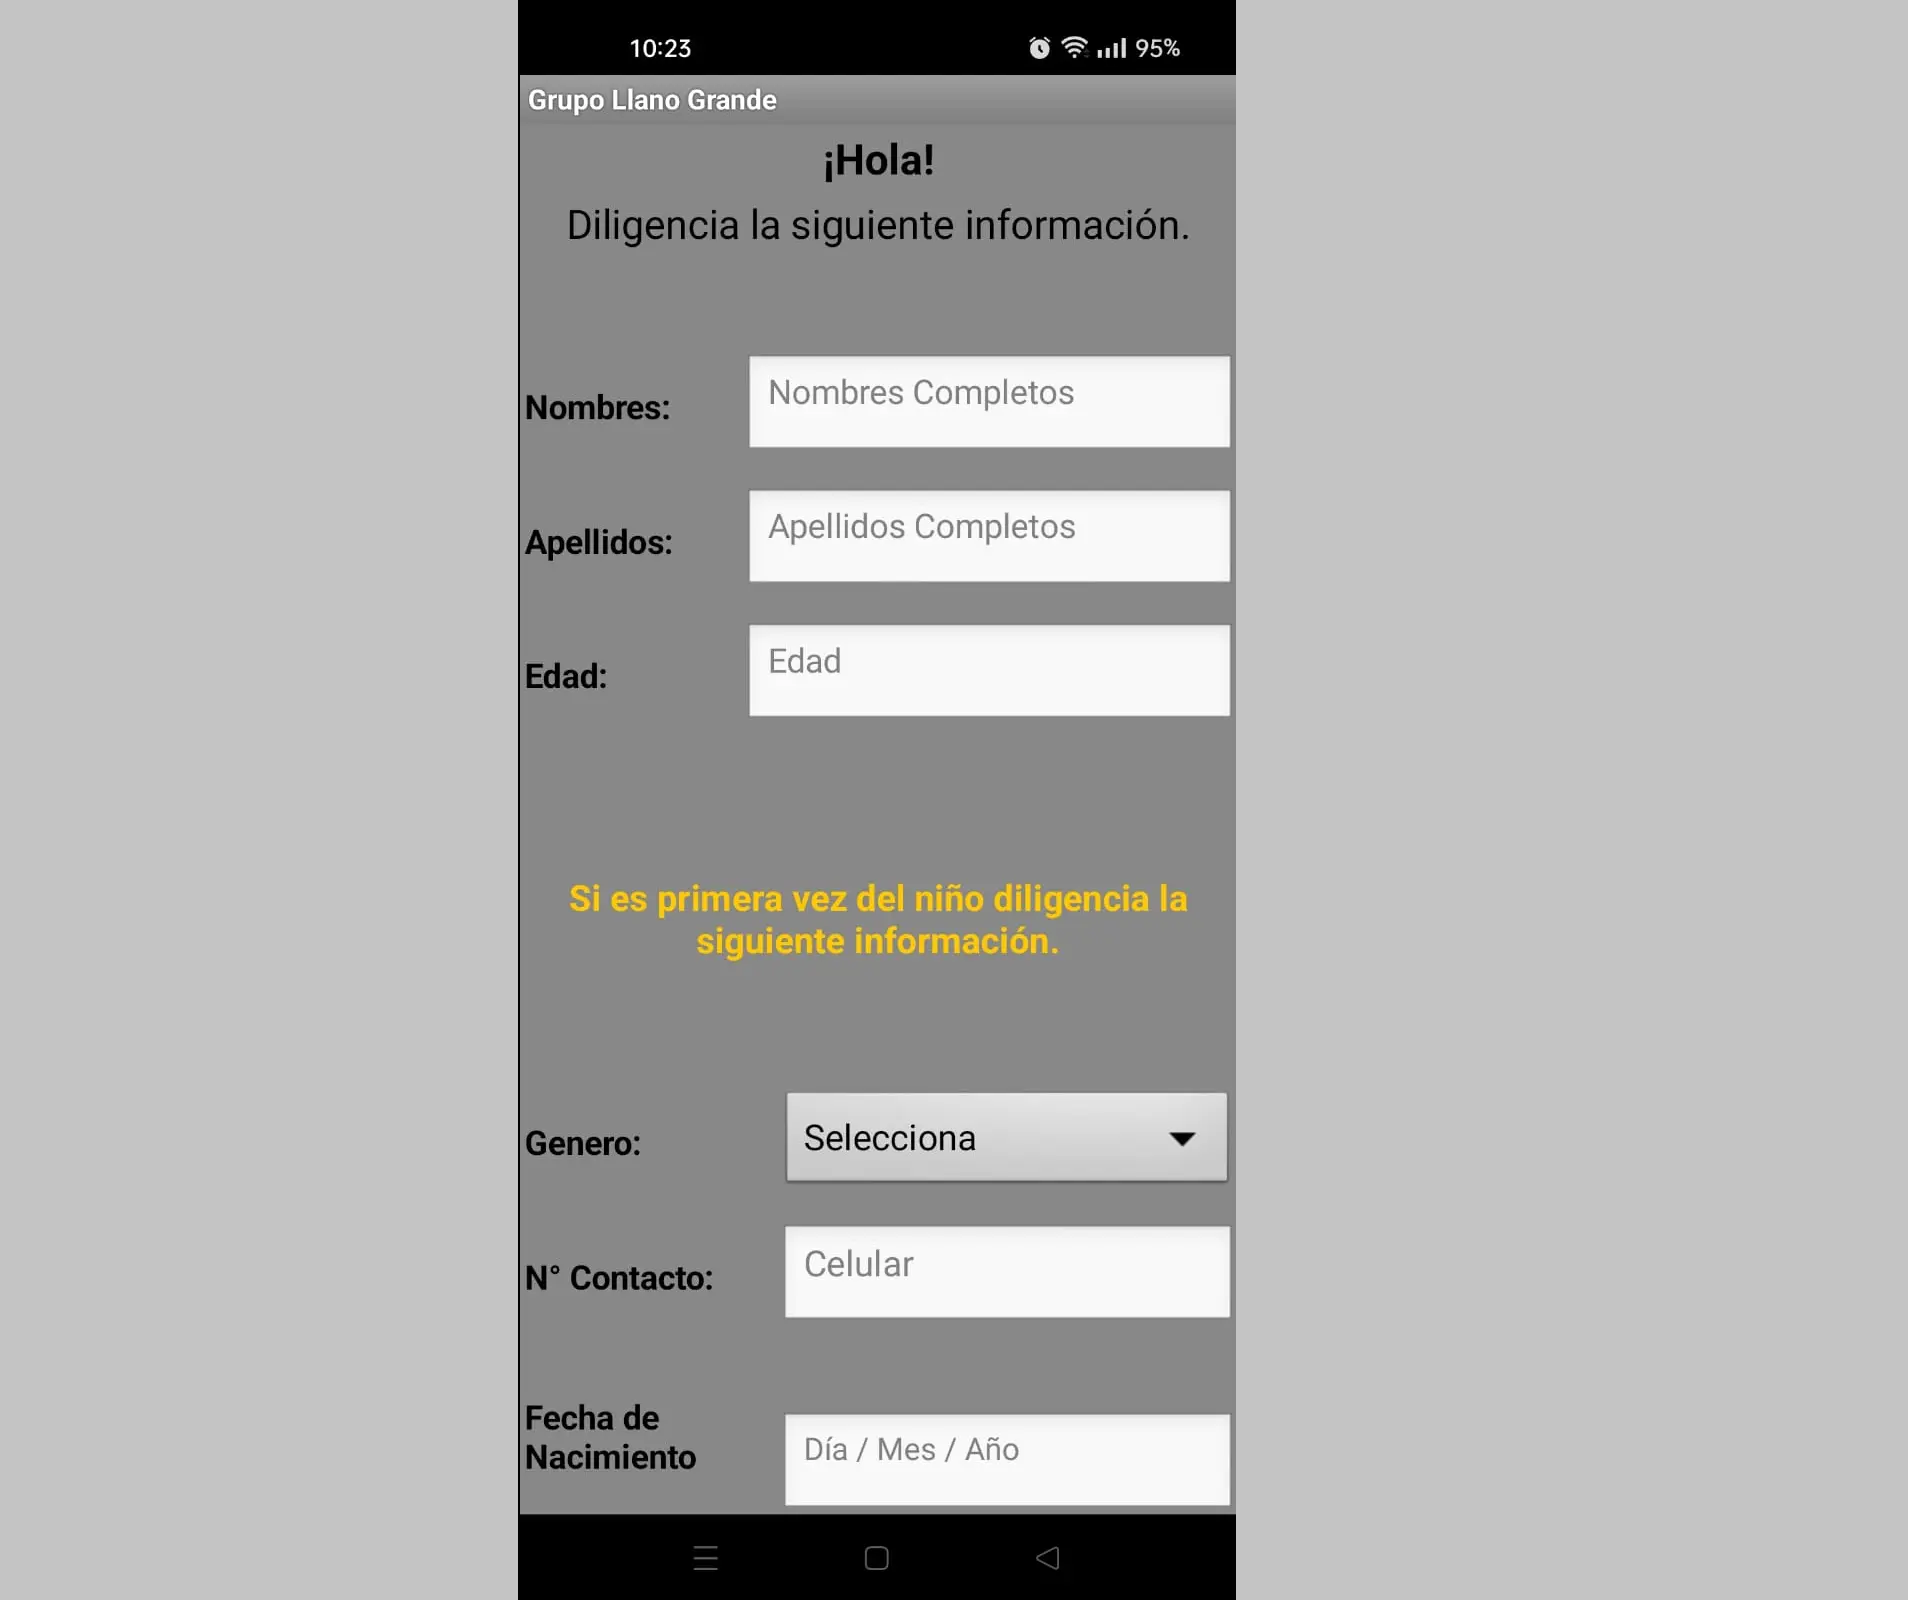 10:23 95%
Grupo Llano Grande
¡Hola!
Diligencia la siguiente información.
Nombres: Nombres Completos
Apellidos: Apellidos Completos
Edad: Edad
Si es primera vez del niño diligencia la
siguiente información.
Genero: Selecciona
N° Contacto: Celular
Fecha de
Nacimiento
Día / Mes / Año